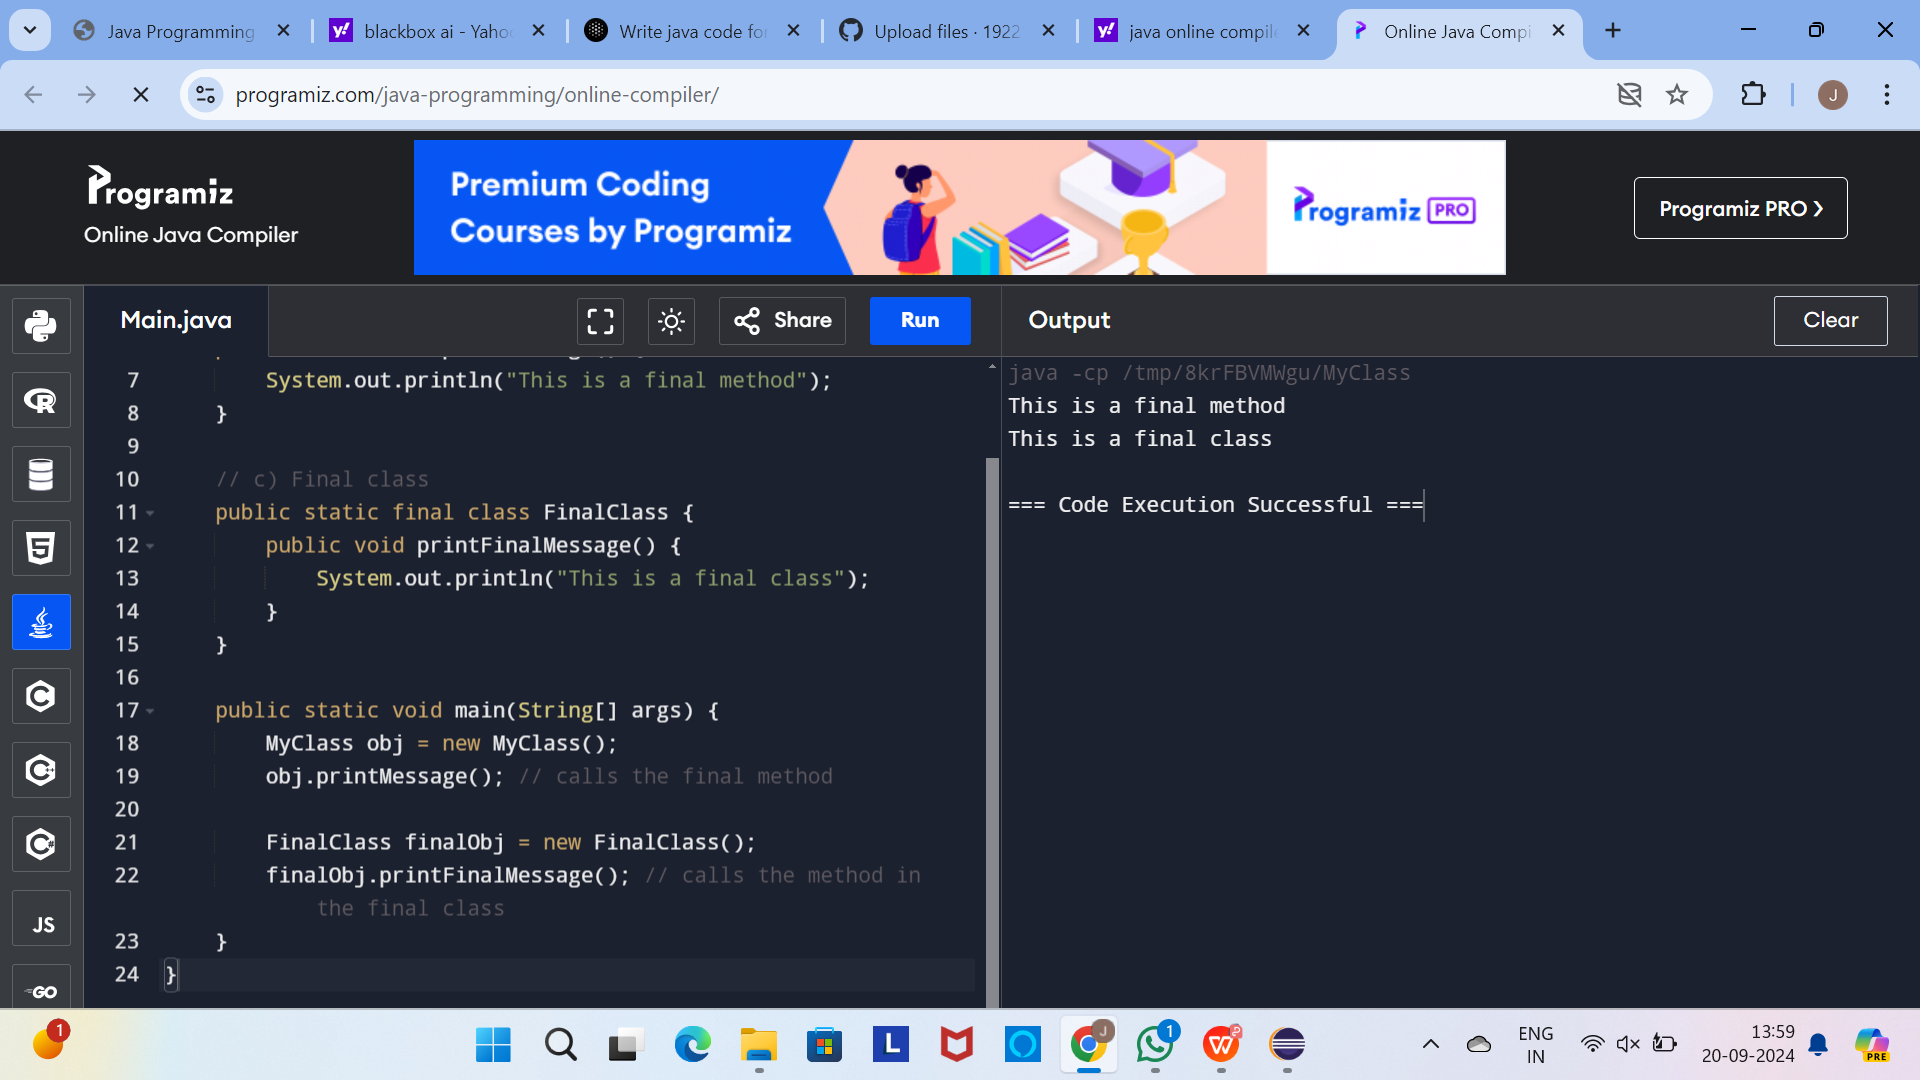 Java Programming
blackbox ai - Yaho
Write java code fo
Upload files · 1922
java online compil
Online Java Compi
programiz.com/java-programming/online-compiler/
J
Programiz
Online Java Compiler
Premium Coding
Courses by Programiz
Programiz PRO
Programiz PRO
Main.java
Share
Run
Output
Clear
7 System.out.println("This is a final method");
8 }
9
10 // c) Final class
11 public static final class FinalClass {
12 public void printFinalMessage() {
13 System.out.println("This is a final class");
14 }
15 }
16
17 public static void main(String[] args) {
18 MyClass obj = new MyClass();
19 obj.printMessage(); // calls the final method
20
21 FinalClass finalObj = new FinalClass();
22 finalObj.printFinalMessage(); // calls the method in
the final class
23 }
24 }
java -cp /tmp/8krFBVMWgu/MyClass
This is a final method
This is a final class
=== Code Execution Successful ===
JS
GO
1
L
J
1
ENG
IN
13:59
20-09-2024
PRE